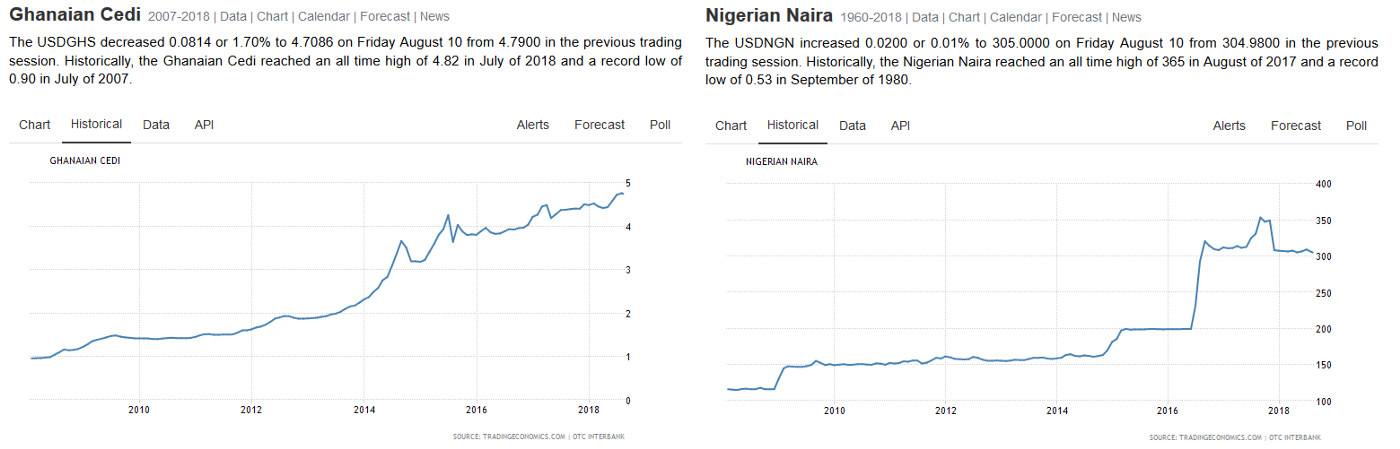 Ghanaian Cedi 2007-2018 | Data | Chart | Calendar | Forecast | News
The USDGHS decreased 0.0814 or 1.70% to 4.7086 on Friday August 10 from 4.7900 in the previous trading
session. Historically, the Ghanaian Cedi reached an all time high of 4.82 in July of 2018 and a record low of
0.90 in July of 2007.
Chart Historical Data API Alerts Forecast Poll
GHANAIAN CEDI
5
4
3
2
1
0
2010 2012 2014 2016 2018
SOURCE: TRADINGECONOMICS.COM | OTC INTERBANK
Nigerian Naira 1960-2018 | Data | Chart | Calendar | Forecast | News
The USDNGN increased 0.0200 or 0.01% to 305.0000 on Friday August 10 from 304.9800 in the previous
trading session. Historically, the Nigerian Naira reached an all time high of 365 in August of 2017 and a record
low of 0.53 in September of 1980.
Chart Historical Data API Alerts Forecast Poll
NIGERIAN NAIRA
400
350
300
250
200
150
100
2010 2012 2014 2016 2018
SOURCE: TRADINGECONOMICS.COM | OTC INTERBANK